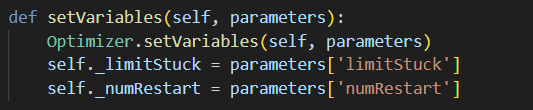 def setVariables(self, parameters):
    Optimizer.setVariables(self, parameters)
    self._limitStuck = parameters['limitStuck']
    self._numRestart = parameters['numRestart']